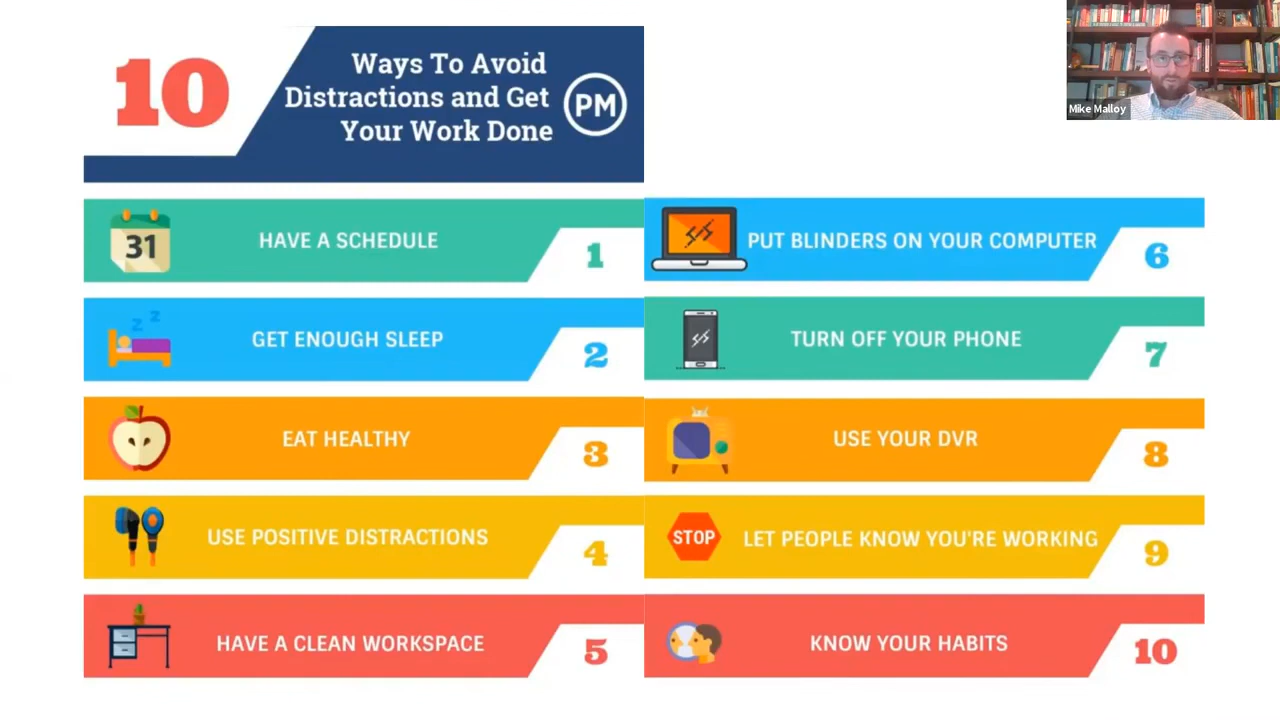 10
Ways To Avoid
Distractions and Get
Your Work Done
PM
31
HAVE A SCHEDULE
1
z z
GET ENOUGH SLEEP
2
EAT HEALTHY
3
USE POSITIVE DISTRACTIONS
4
HAVE A CLEAN WORKSPACE
5
PUT BLINDERS ON YOUR COMPUTER
6
TURN OFF YOUR PHONE
7
USE YOUR DVR
8
STOP
LET PEOPLE KNOW YOU'RE WORKING
9
KNOW YOUR HABITS
10
Mike Malloy